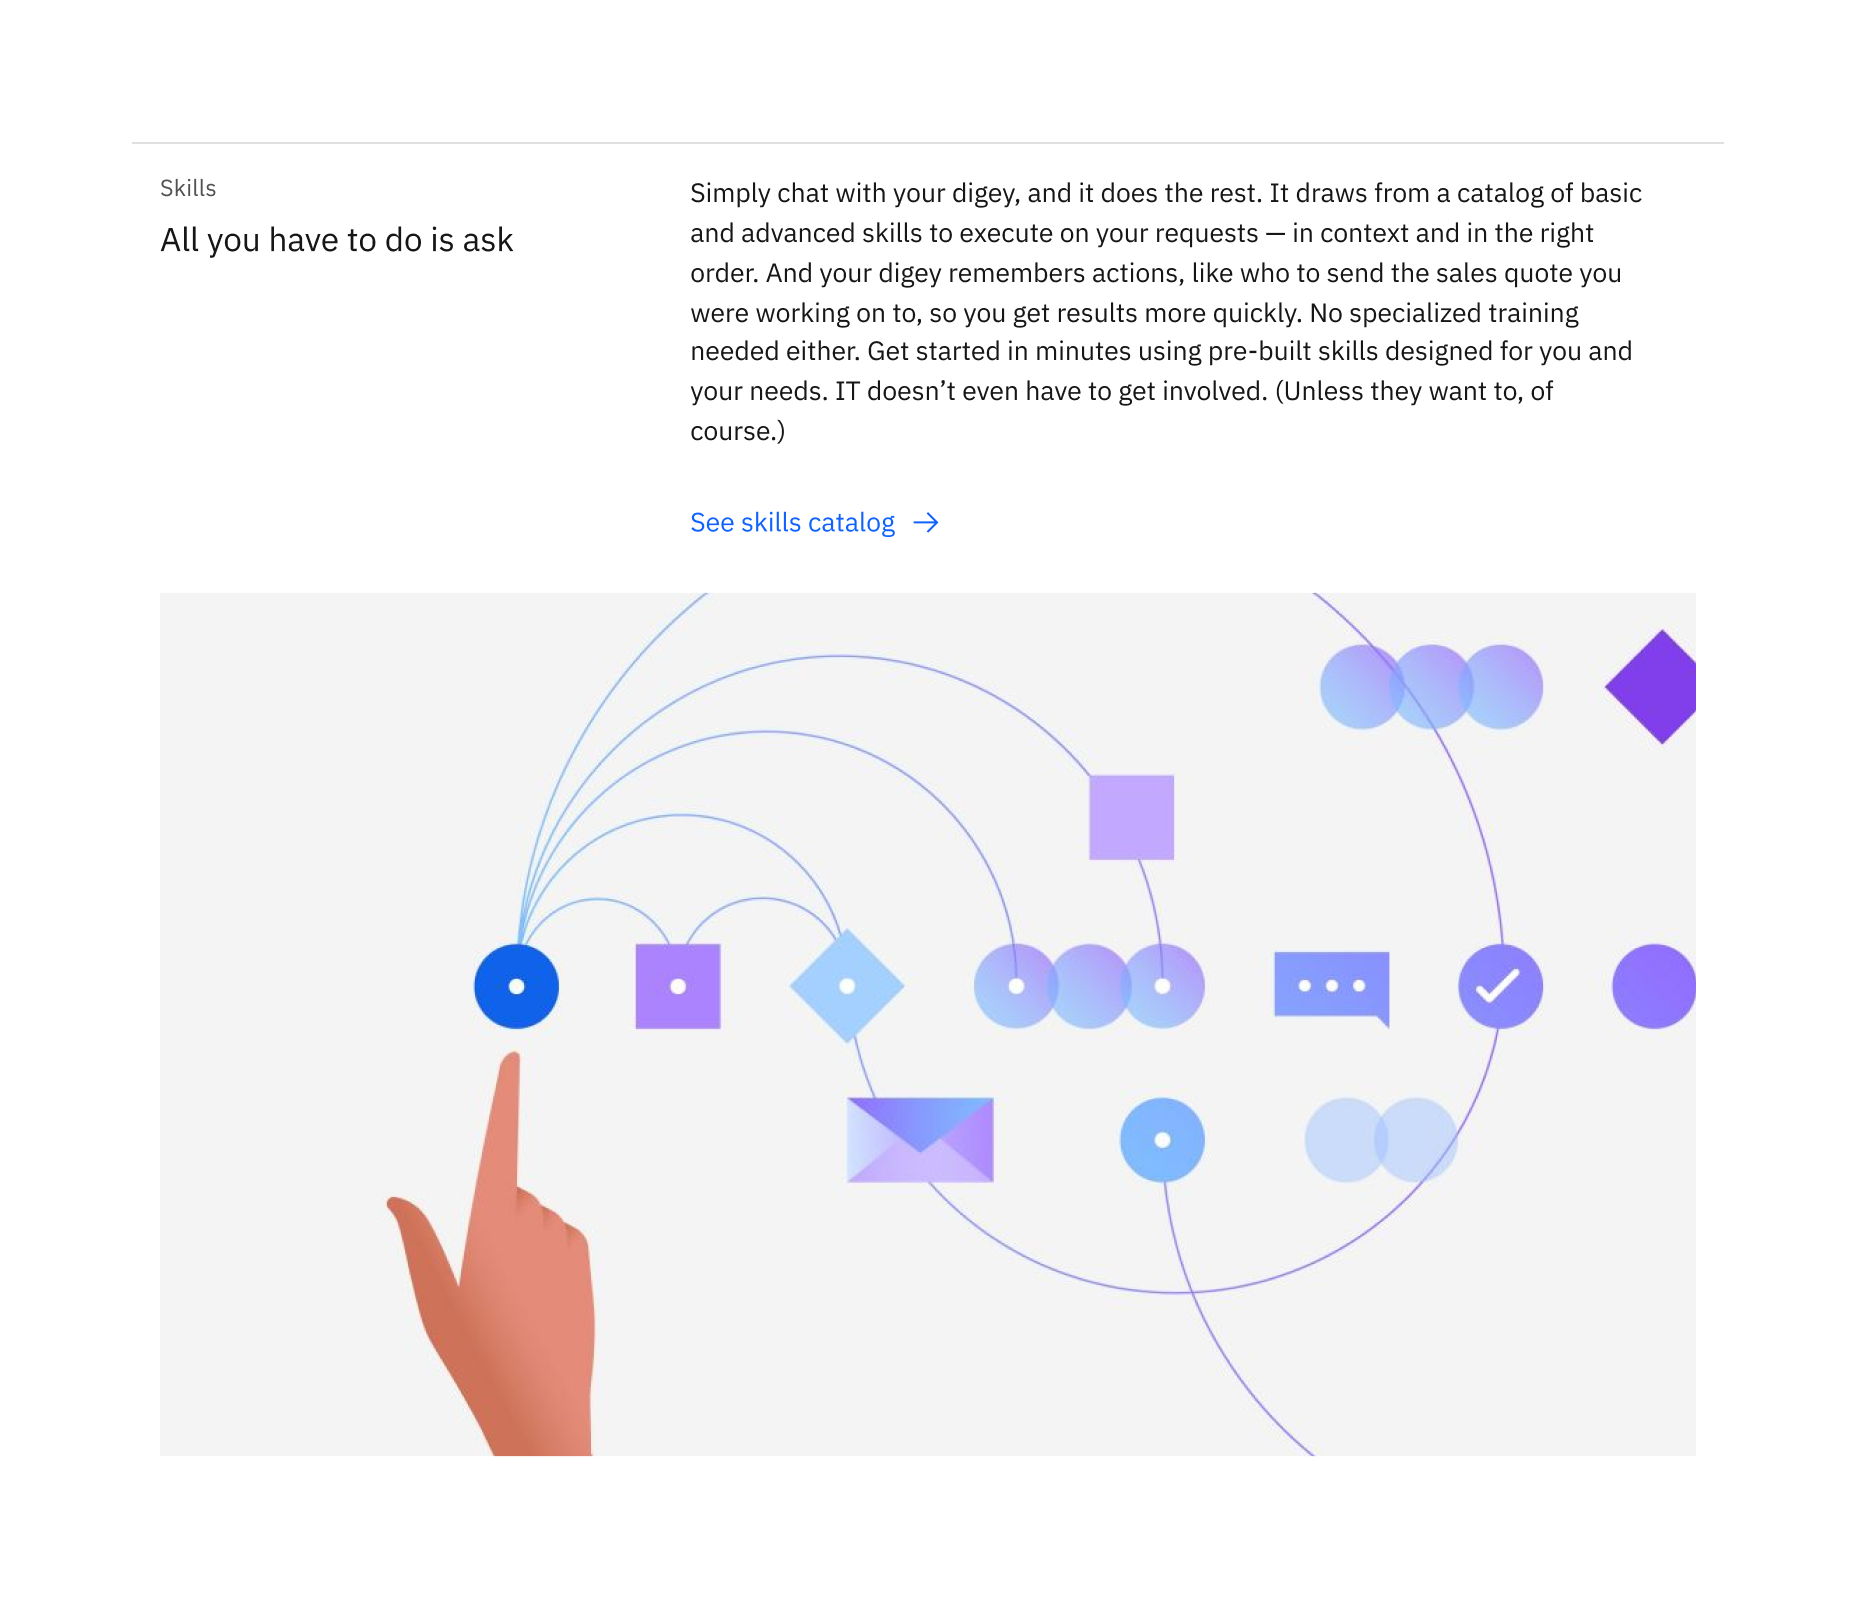 Skills
All you have to do is ask
Simply chat with your digey, and it does the rest. It draws from a catalog of basic
and advanced skills to execute on your requests — in context and in the right
order. And your digey remembers actions, like who to send the sales quote you
were working on to, so you get results more quickly. No specialized training
needed either. Get started in minutes using pre-built skills designed for you and
your needs. IT doesn’t even have to get involved. (Unless they want to, of
course.)
See skills catalog →